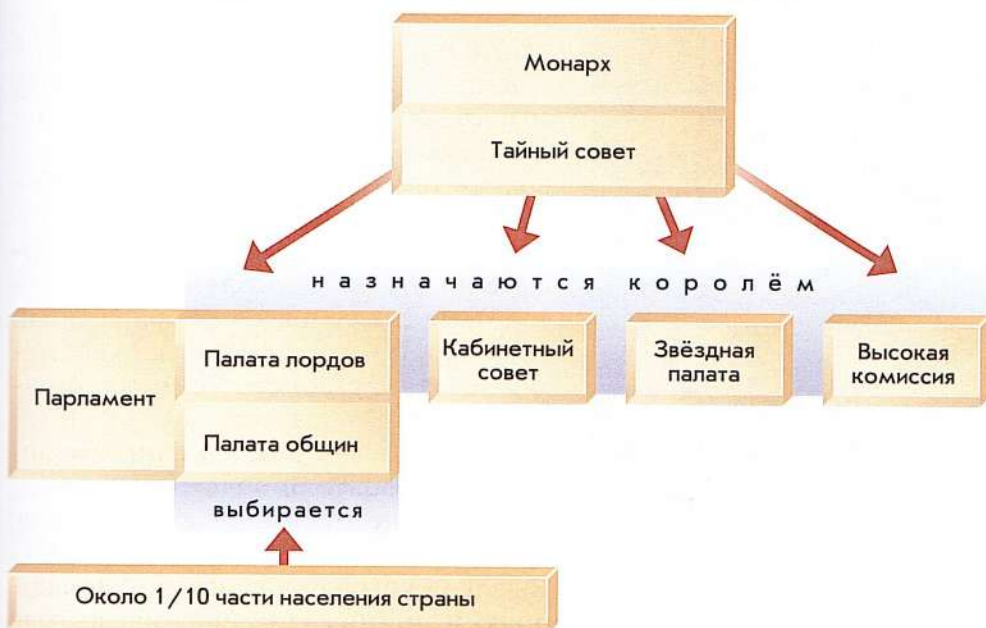 Монарх
Тайный совет
назначаются королём
Парламент
Палата лордов
Палата общин
Кабинетный
совет
Звёздная
палата
Высокая
комиссия
выбирается
Около 1/10 части населения страны